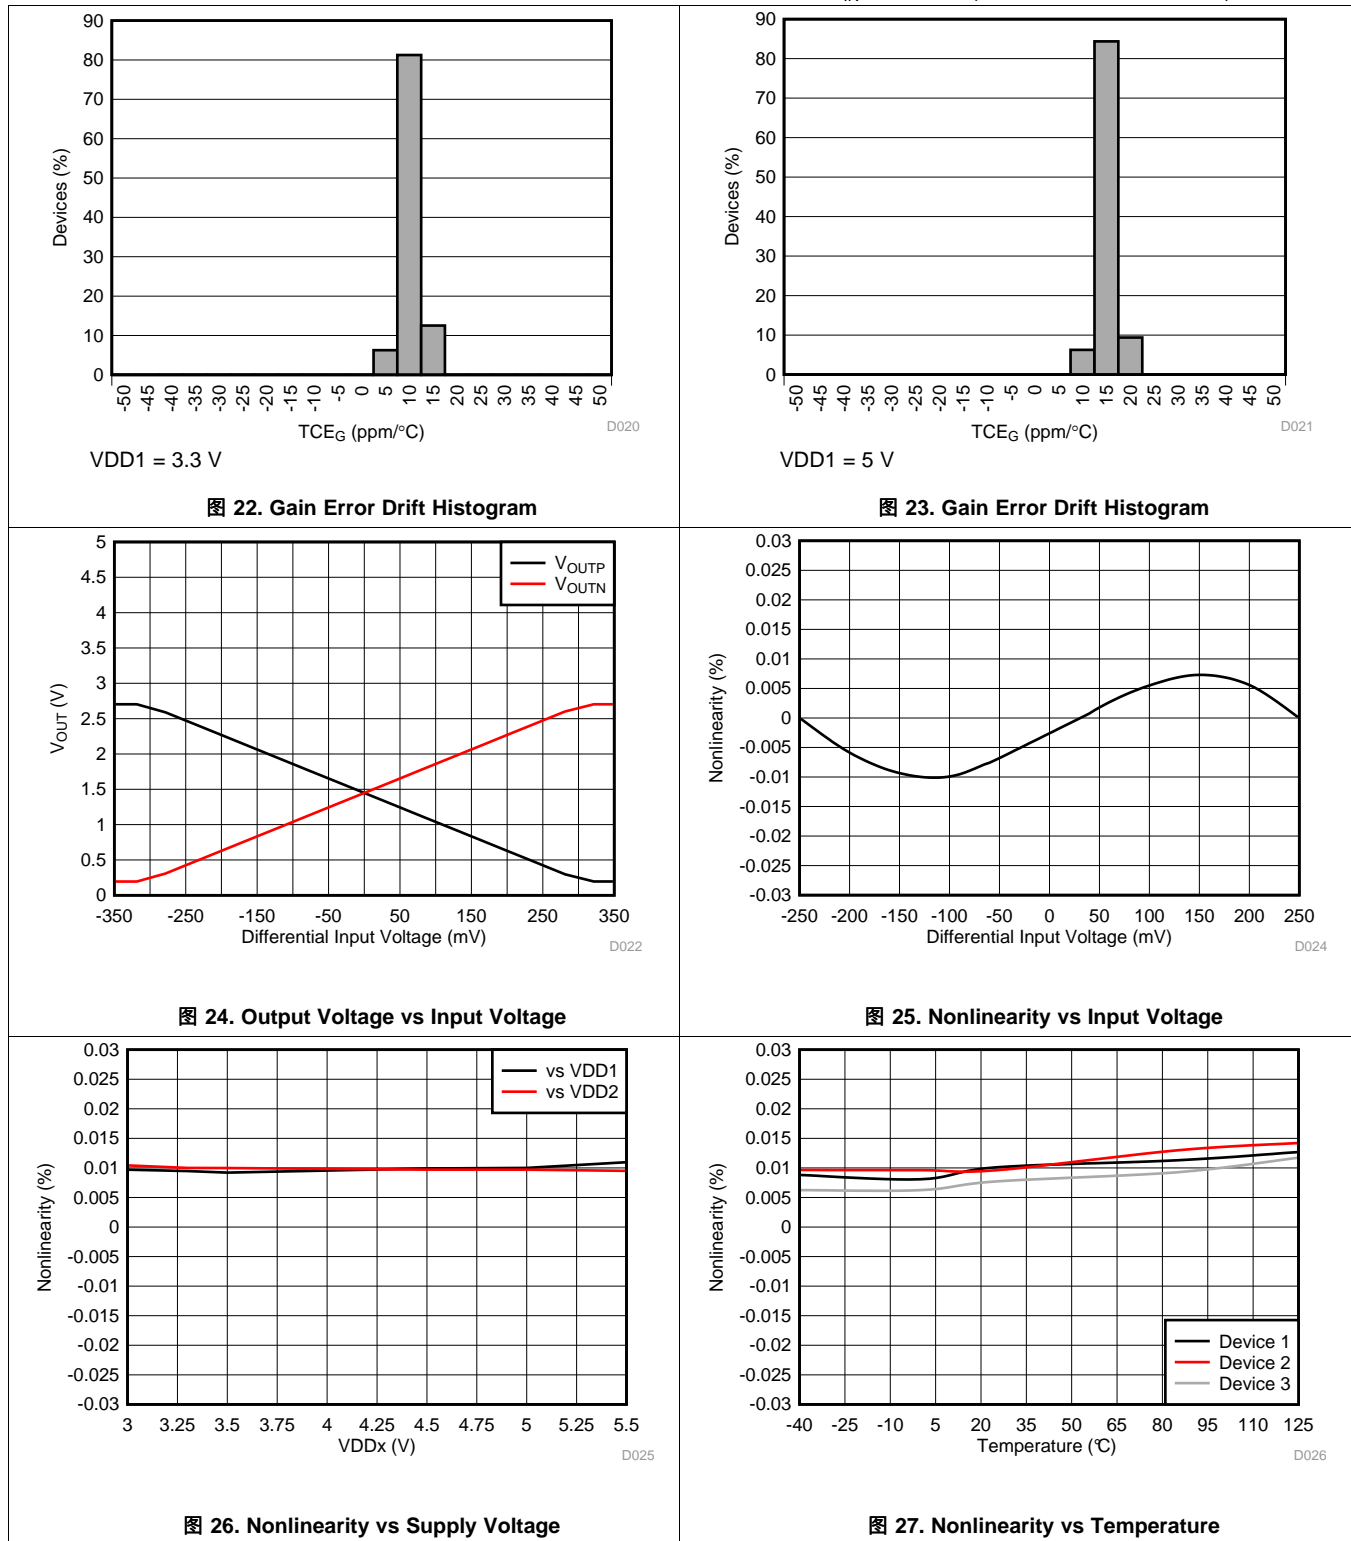 90
80
70
60
50
40
30
20
10
0
Devices (%)
-50 -45 -40 -35 -30 -25 -20 -15 -10 -5 0 5 10 15 20 25 30 35 40 45 50
TCE_G (ppm/°C)
D020
VDD1 = 3.3 V
图 22. Gain Error Drift Histogram
90
80
70
60
50
40
30
20
10
0
Devices (%)
-50 -45 -40 -35 -30 -25 -20 -15 -10 -5 0 5 10 15 20 25 30 35 40 45 50
TCE_G (ppm/°C)
D021
VDD1 = 5 V
图 23. Gain Error Drift Histogram
5
4.5
4
3.5
3
2.5
2
1.5
1
0.5
0
V_OUT (V)
V_OUTP
V_OUTN
-350 -250 -150 -50 50 150 250 350
Differential Input Voltage (mV)
D022
图 24. Output Voltage vs Input Voltage
0.03
0.025
0.02
0.015
0.01
0.005
0
-0.005
-0.01
-0.015
-0.02
-0.025
-0.03
Nonlinearity (%)
-250 -200 -150 -100 -50 0 50 100 150 200 250
Differential Input Voltage (mV)
D024
图 25. Nonlinearity vs Input Voltage
0.03
0.025
0.02
0.015
0.01
0.005
0
-0.005
-0.01
-0.015
-0.02
-0.025
-0.03
Nonlinearity (%)
vs VDD1
vs VDD2
3 3.25 3.5 3.75 4 4.25 4.5 4.75 5 5.25 5.5
VDDx (V)
D025
图 26. Nonlinearity vs Supply Voltage
0.03
0.025
0.02
0.015
0.01
0.005
0
-0.005
-0.01
-0.015
-0.02
-0.025
-0.03
Nonlinearity (%)
Device 1
Device 2
Device 3
-40 -25 -10 5 20 35 50 65 80 95 110 125
Temperature (°C)
D026
图 27. Nonlinearity vs Temperature